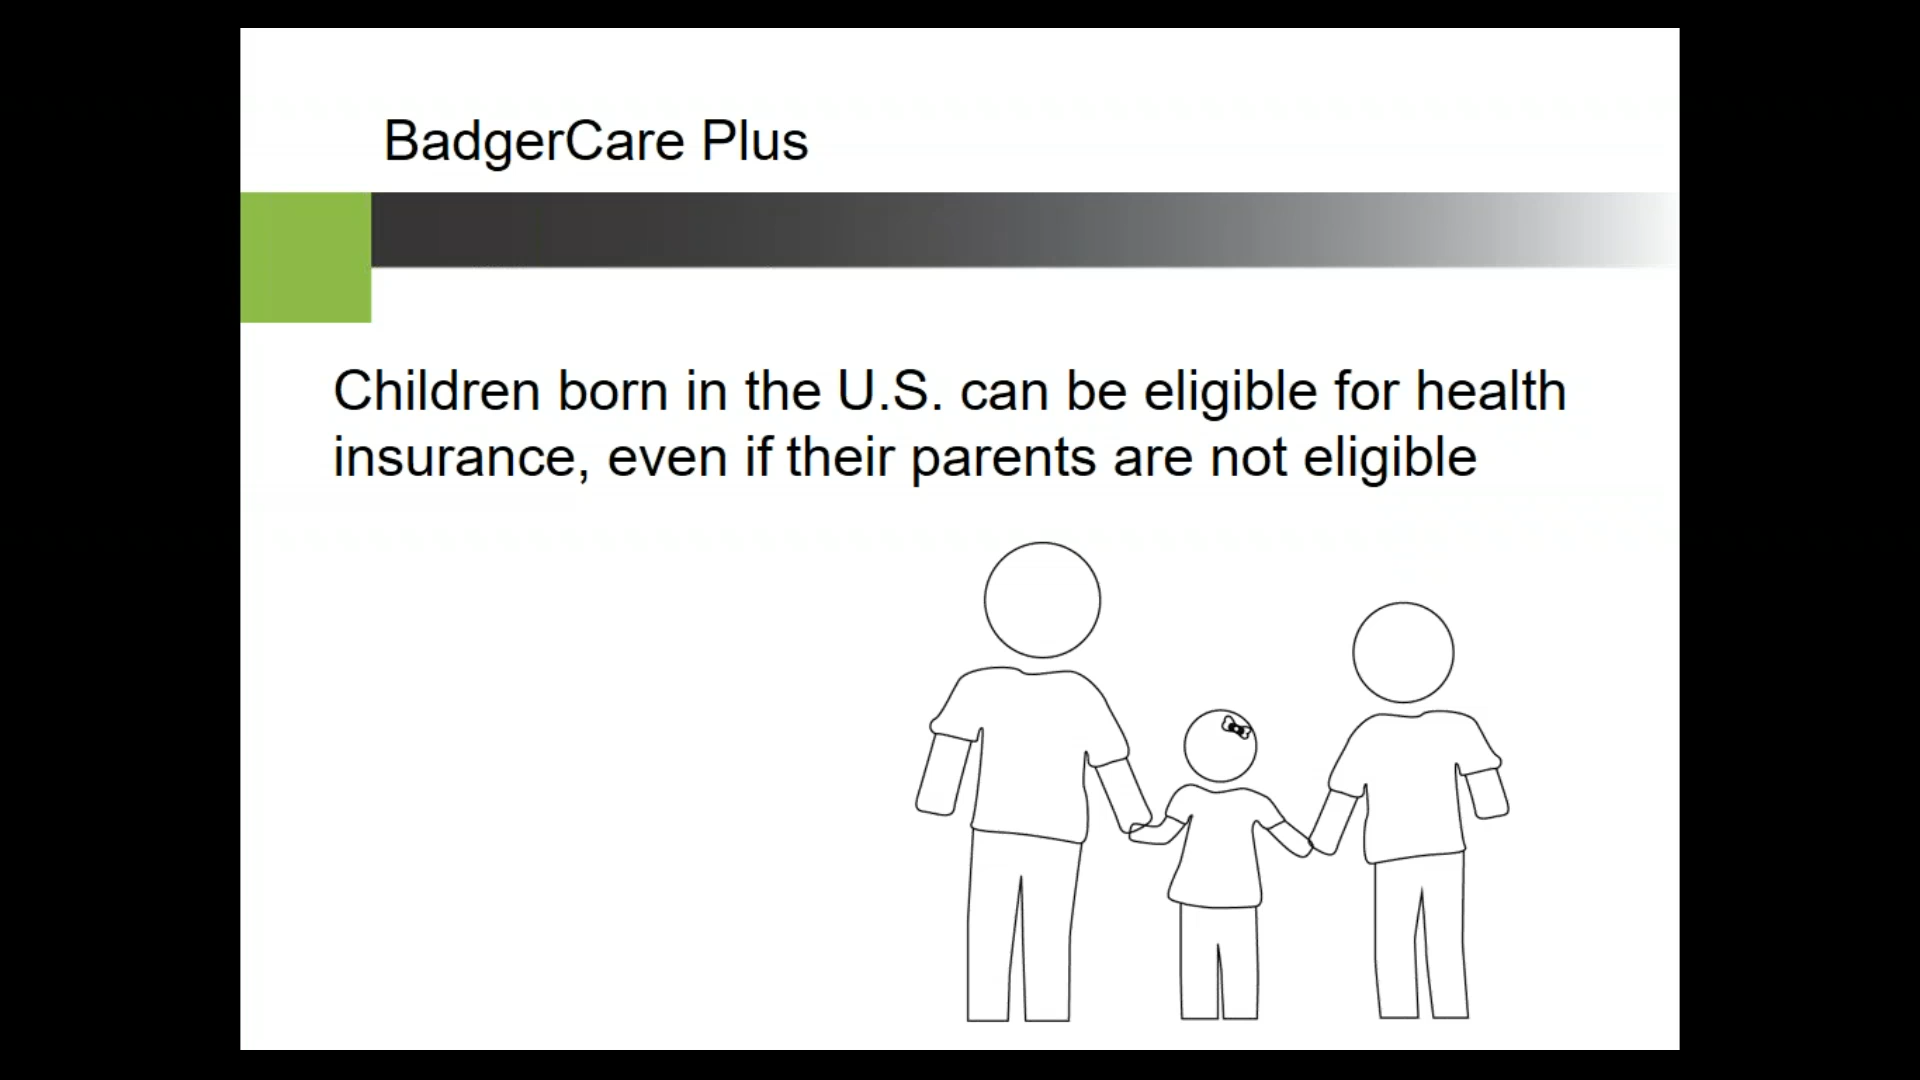 BadgerCare Plus
Children born in the U.S. can be eligible for health
insurance, even if their parents are not eligible